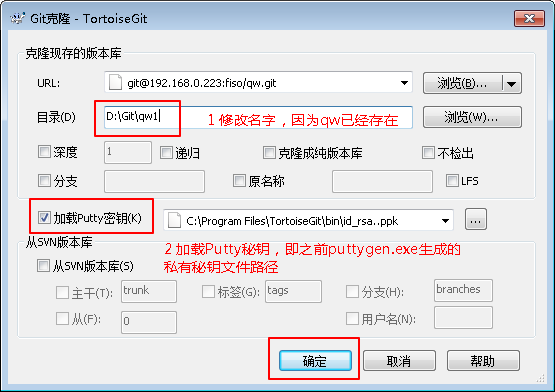 Git克隆 - TortoiseGit
克隆现存的版本库
URL: git@192.168.0.223:fiso/qw.git 浏览(B)...
目录(D) D:\Git\qw1 1 修改名字，因为qw已经存在 浏览(W)...
深度 1 递归 克隆成纯版本库 不检出
分支 原名称 LFS
加载Putty密钥(K) C:\Program Files\TortoiseGit\bin\id_rsa..ppk ...
从SVN版本库 2 加载Putty秘钥，即之前puttygen.exe生成的
从SVN版本库(S) 私有秘钥文件路径
主干(T): trunk 标签(G): tags 分支(H): branches
从(F): 0 用户名(N):
确定 取消 帮助